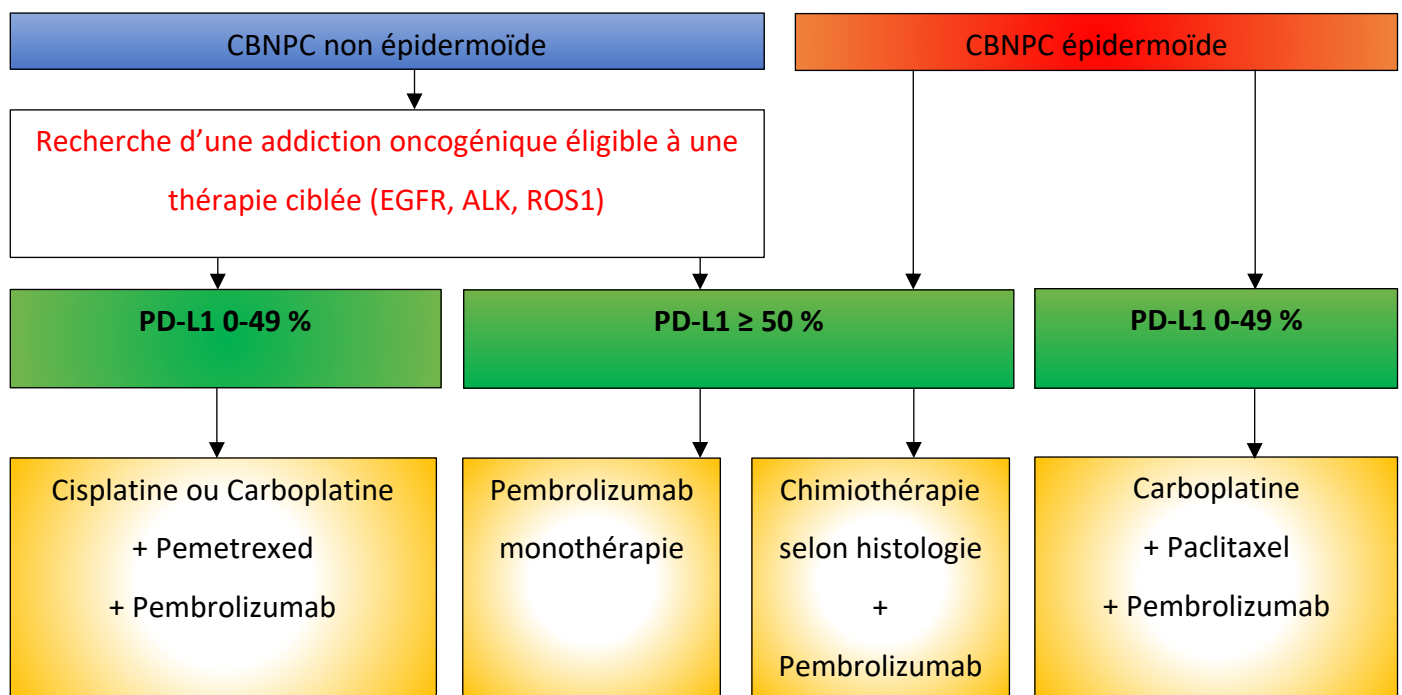 CBNPC non épidermoïde
CBNPC épidermoïde
Recherche d'une addiction oncogénique éligible à une
thérapie ciblée (EGFR, ALK, ROS1)
PD-L1 0-49 %
PD-L1 ≥ 50 %
PD-L1 0-49 %
Cisplatine ou Carboplatine
+ Pemetrexed
+ Pembrolizumab
Pembrolizumab
monothérapie
Chimiothérapie
selon histologie
+
Pembrolizumab
Carboplatine
+ Paclitaxel
+ Pembrolizumab